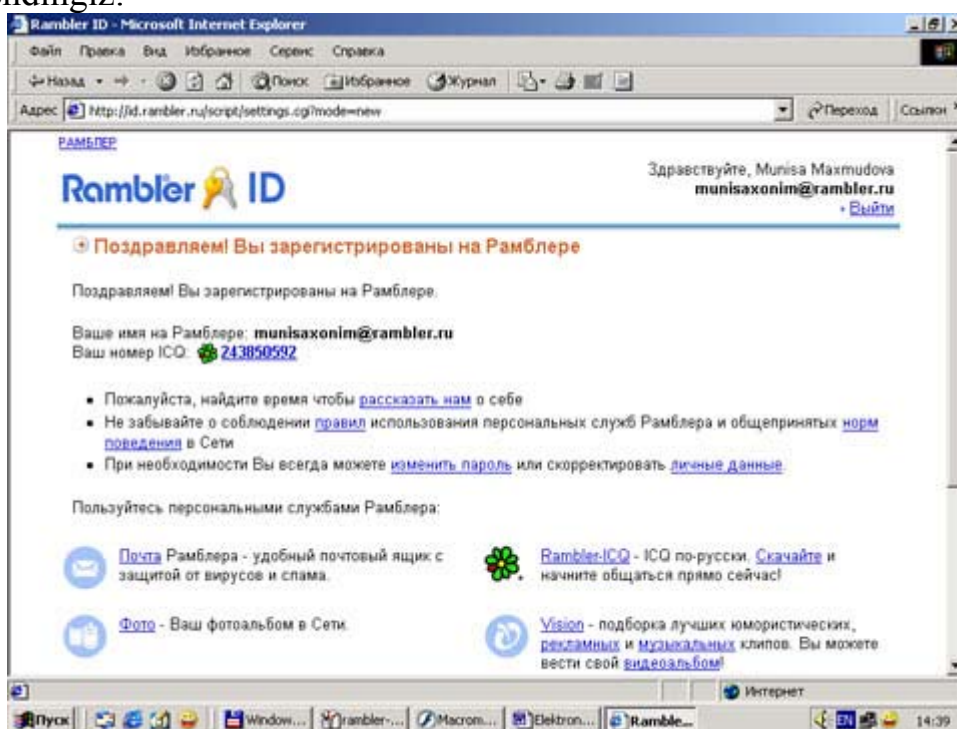 Rambler ID - Microsoft Internet Explorer
Файл Правка Вид Избранное Сервис Справка
Назад Поиск Избранное Журнал
Адрес http://id.rambler.ru/script/settings.cgi?mode=new Переход Ссылки
РАМБЛЕР
Rambler ID
Здравствуйте, Munisa Maxmudova
munisaxonim@rambler.ru
Выйти
Поздравляем! Вы зарегистрированы на Рамблере
Поздравляем! Вы зарегистрированы на Рамблере.
Ваше имя на Рамблере: munisaxonim@rambler.ru
Ваш номер ICQ: 243850592
Пожалуйста, найдите время чтобы рассказать нам о себе
Не забывайте о соблюдении правил использования персональных служб Рамблера и общепринятых норм
поведения в Сети
При необходимости Вы всегда можете изменить пароль или скорректировать личные данные.
Пользуйтесь персональными службами Рамблера:
Почта Рамблера - удобный почтовый ящик с
защитой от вирусов и спама.
Rambler-ICQ - ICQ по-русски. Скачайте и
начните общаться прямо сейчас!
Фото - Ваш фотоальбом в Сети.
Vision - подборка лучших юмористических,
рекламных и музыкальных клипов. Вы можете
вести свой видеоальбом!
Интернет
Пуск Window... rambler-... Macrom... Elektron... Ramble... EN 14:39